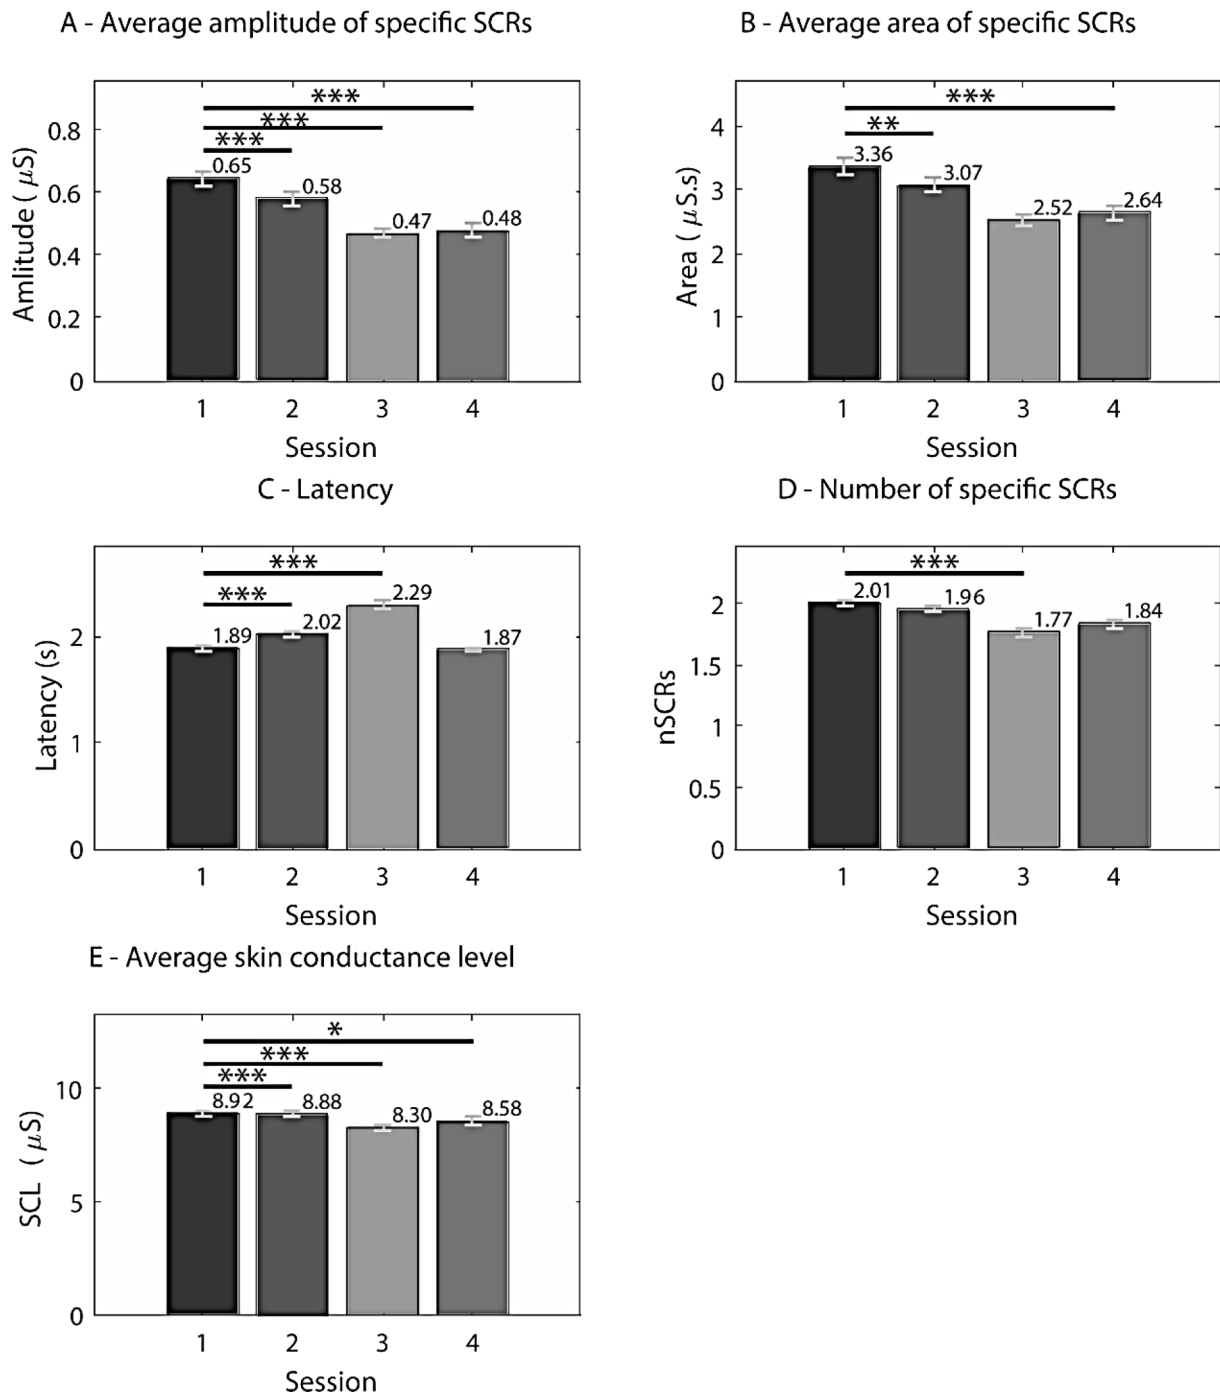 A - Average amplitude of specific SCRs
***
***
***
0.65
0.58
0.47
0.48
0.8
0.6
0.4
0.2
0
Amlitude ( μS)
1 2 3 4
Session
B - Average area of specific SCRs
***
**
3.36
3.07
2.52
2.64
4
3
2
1
0
Area ( μS.s)
1 2 3 4
Session
C - Latency
***
***
1.89
2.02
2.29
1.87
2
1
0
Latency (s)
1 2 3 4
Session
D - Number of specific SCRs
***
2.01
1.96
1.77
1.84
2
1.5
1
0.5
0
nSCRs
1 2 3 4
Session
E - Average skin conductance level
*
***
***
8.92
8.88
8.30
8.58
10
5
0
SCL ( μS)
1 2 3 4
Session